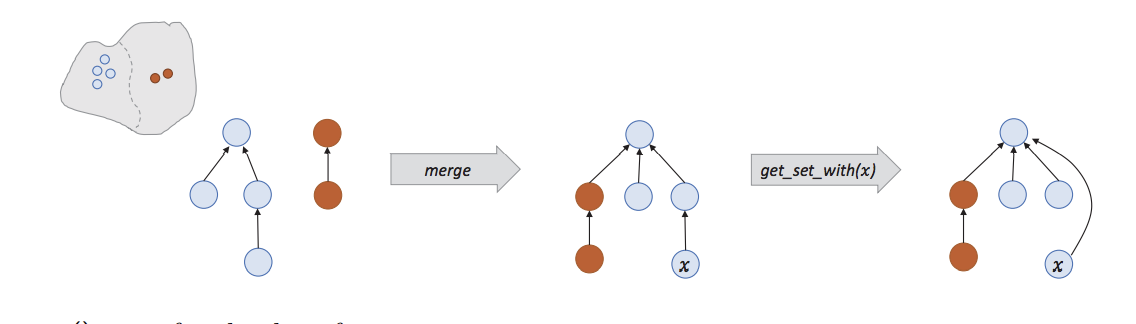 merge
get_set_with(x)
x
x